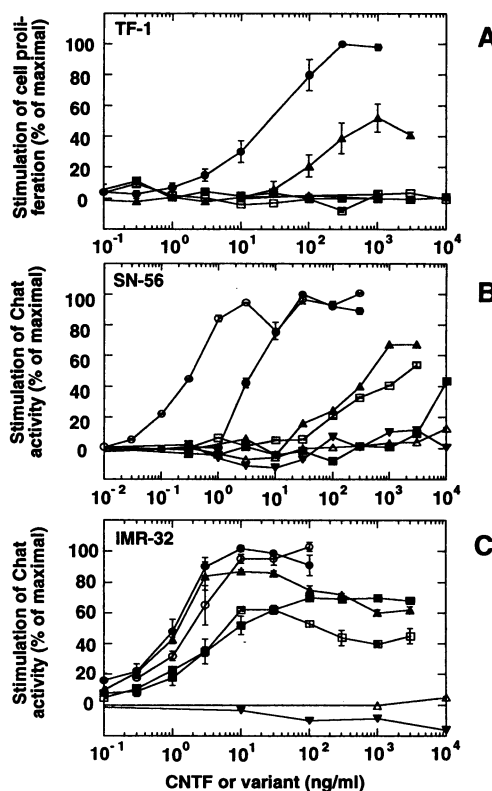 A
TF-1
Stimulation of cell proli-
feration (% of maximal)
100
80
60
40
20
0
10-1 100 101 102 103 104
B
SN-56
Stimulation of Chat
activity (% of maximal)
100
80
60
40
20
0
10-2 10-1 100 101 102 103 104
C
IMR-32
Stimulation of Chat
activity (% of maximal)
100
80
60
40
20
0
10-1 100 101 102 103 104
CNTF or variant (ng/ml)